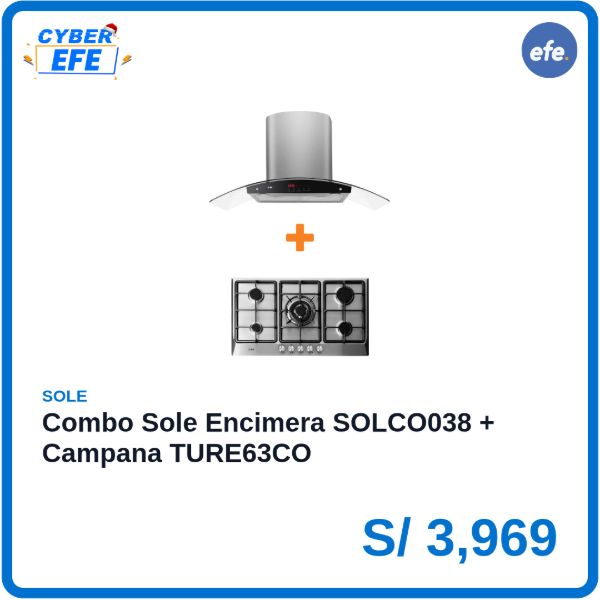 CYBER
EFE
efe.
SOLE
Combo Sole Encimera SOLCO038 +
Campana TURE63CO
S/ 3,969